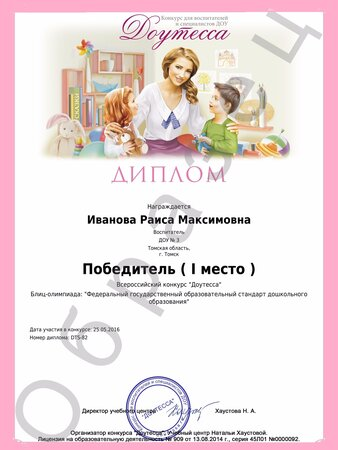 Конкурс для воспитателей
и специалистов ДОУ
Доутесса
СКАЗКИ
ДИПЛОМ
Награждается
Иванова Раиса Максимовна
Воспитатель
ДОУ № 3
Томская область,
г. Томск
Победитель ( I место )
Всероссийский конкурс "Доутесса"
Блиц-олимпиада: "Федеральный государственный образовательный стандарт дошкольного
образования"
Дата участия в конкурсе: 25.05.2016
Номер диплома: DTS-82
"ДОУТЕССА"
Директор учебного центра
Хаустова Н. А.
Организатор конкурса "Доутесса", Учебный центр Натальи Хаустовой.
Лицензия на образовательную деятельность № 909 от 13.08.2014 г., серия 45Л01 №0000092.
Образец